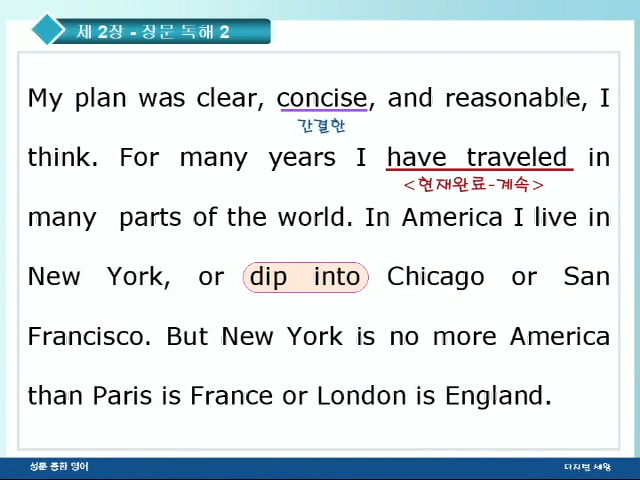 제 2장 - 장문 독해 2
My plan was clear, concise, and reasonable, I
간결한
think. For many years I have traveled in
<현재완료-계속>
many parts of the world. In America I live in
New York, or dip into Chicago or San
Francisco. But New York is no more America
than Paris is France or London is England.
성문 종합 영어
디지털 세왕